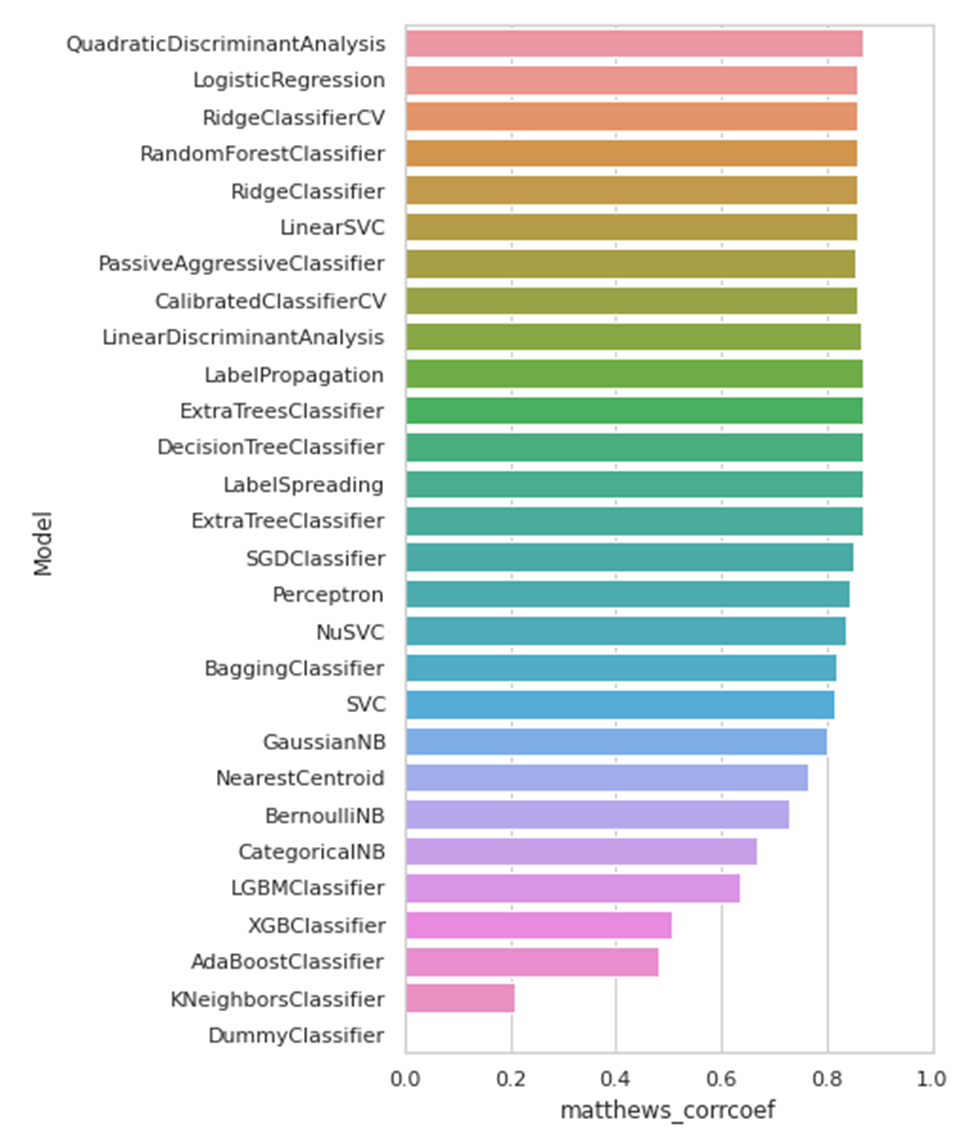 QuadraticDiscriminantAnalysis
LogisticRegression
RidgeClassifierCV
RandomForestClassifier
RidgeClassifier
LinearSVC
PassiveAggressiveClassifier
CalibratedClassifierCV
LinearDiscriminantAnalysis
LabelPropagation
ExtraTreesClassifier
DecisionTreeClassifier
LabelSpreading
ExtraTreeClassifier
SGDClassifier
Perceptron
NuSVC
BaggingClassifier
SVC
GaussianNB
NearestCentroid
BernoulliNB
CategoricalNB
LGBMClassifier
XGBClassifier
AdaBoostClassifier
KNeighborsClassifier
DummyClassifier
Model
0.0 0.2 0.4 0.6 0.8 1.0
matthews_corrcoef